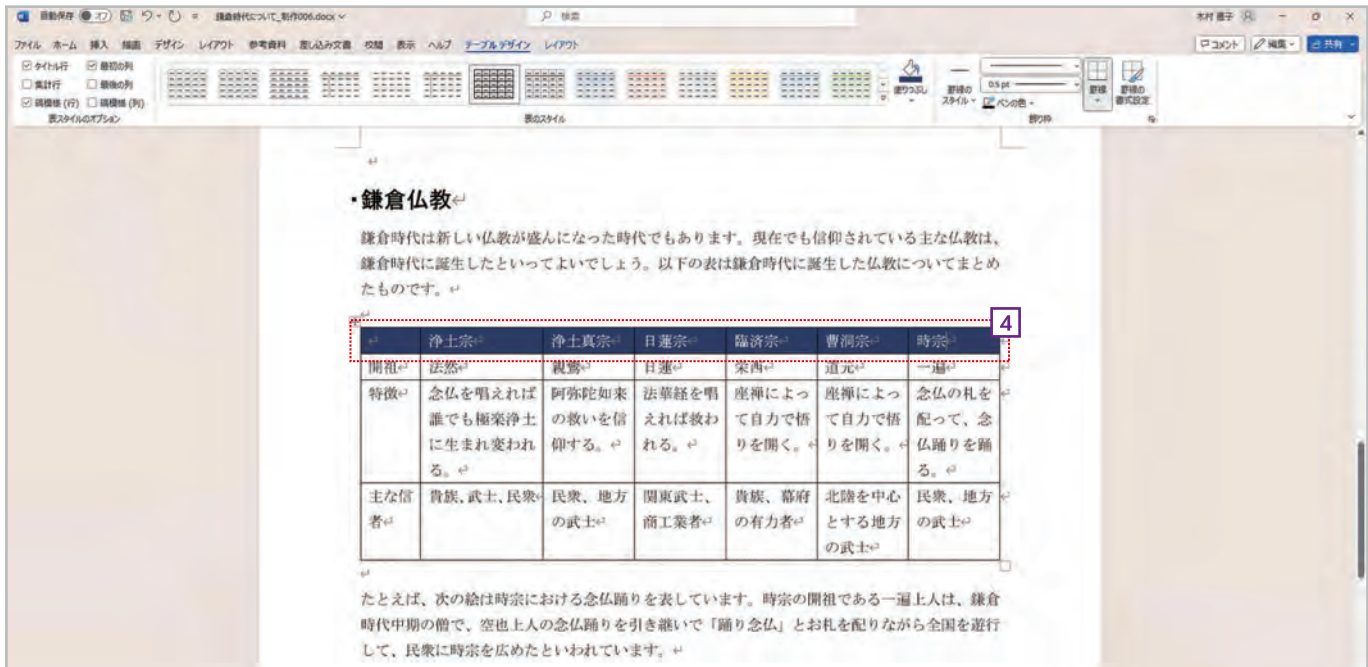 自動保存 オフ 鎌倉時代について_制作006.docx 検索 木村 恵子
ファイル ホーム 挿入 描画 デザイン レイアウト 参考資料 差し込み文書 校閲 表示 ヘルプ テーブルデザイン レイアウト コメント 編集 共有
タイトル行 最初の列
集計行 最後の列
縞模様 (行) 縞模様 (列)
表スタイルのオプション
表のスタイル
塗りつぶし
罫線のスタイル
0.5 pt
ペンの色
罫線
罫線の書式設定
飾り枠
鎌倉仏教
鎌倉時代は新しい仏教が盛んになった時代でもあります。現在でも信仰されている主な仏教は、
鎌倉時代に誕生したといってよいでしょう。以下の表は鎌倉時代に誕生した仏教についてまとめ
たものです。
4
浄土宗 浄土真宗 日蓮宗 臨済宗 曹洞宗 時宗
開祖 法然 親鸞 日蓮 栄西 道元 一遍
特徴 念仏を唱えれば 阿弥陀如来 法華経を唱 座禅によっ 座禅によっ 念仏の札を
誰でも極楽浄土 の救いを信 えれば救わ て自力で悟 て自力で悟 配って、念
に生まれ変われ 仰する。 れる。 りを開く。 りを開く。 仏踊りを踊
る。 る。
主な信 貴族、武士、民衆 民衆、地方 関東武士、 貴族、幕府 北陸を中心 民衆、地方
者 の武士 商工業者 の有力者 とする地方 の武士
の武士
たとえば、次の絵は時宗における念仏踊りを表しています。時宗の開祖である一遍上人は、鎌倉
時代中期の僧で、空也上人の念仏踊りを引き継いで「踊り念仏」とお札を配りながら全国を遊行
して、民衆に時宗を広めたといわれています。